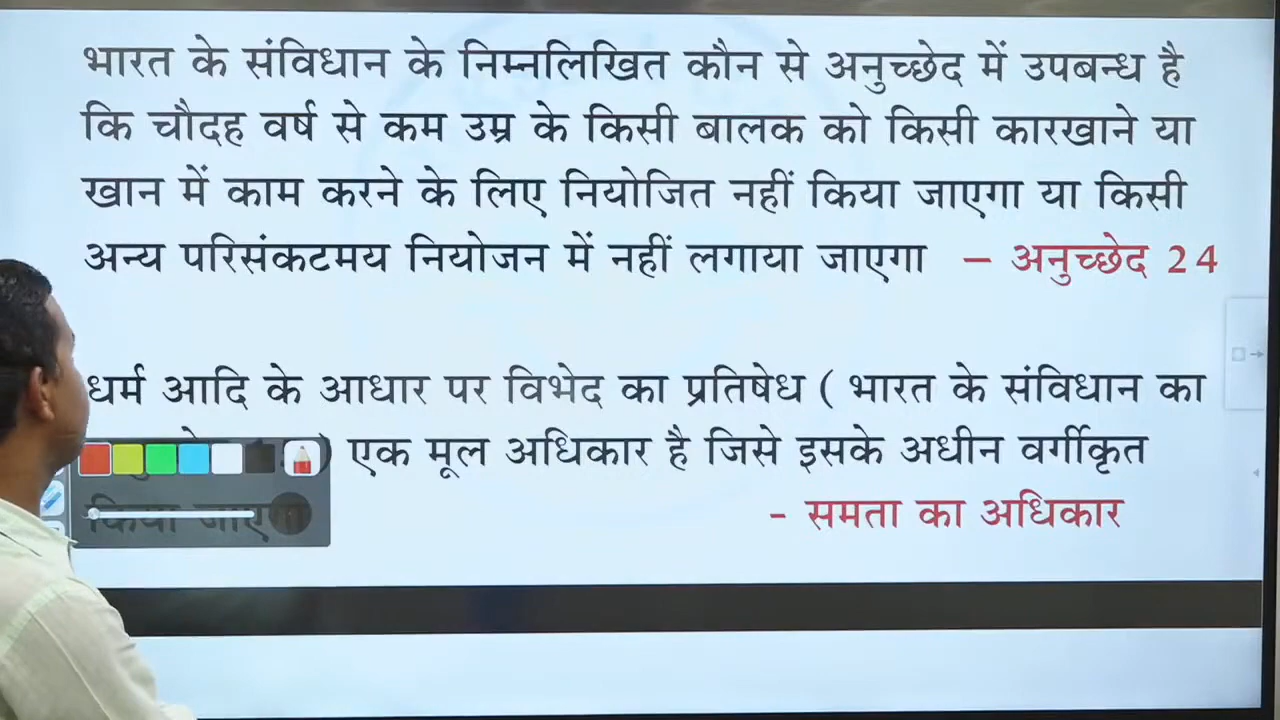 भारत के संविधान के निम्नलिखित कौन से अनुच्छेद में उपबन्ध है
कि चौदह वर्ष से कम उम्र के किसी बालक को किसी कारखाने या
खान में काम करने के लिए नियोजित नहीं किया जाएगा या किसी
अन्य परिसंकटमय नियोजन में नहीं लगाया जाएगा – अनुच्छेद 24
धर्म आदि के आधार पर विभेद का प्रतिषेध ( भारत के संविधान का
) एक मूल अधिकार है जिसे इसके अधीन वर्गीकृत
किया जाएगा
- समता का अधिकार